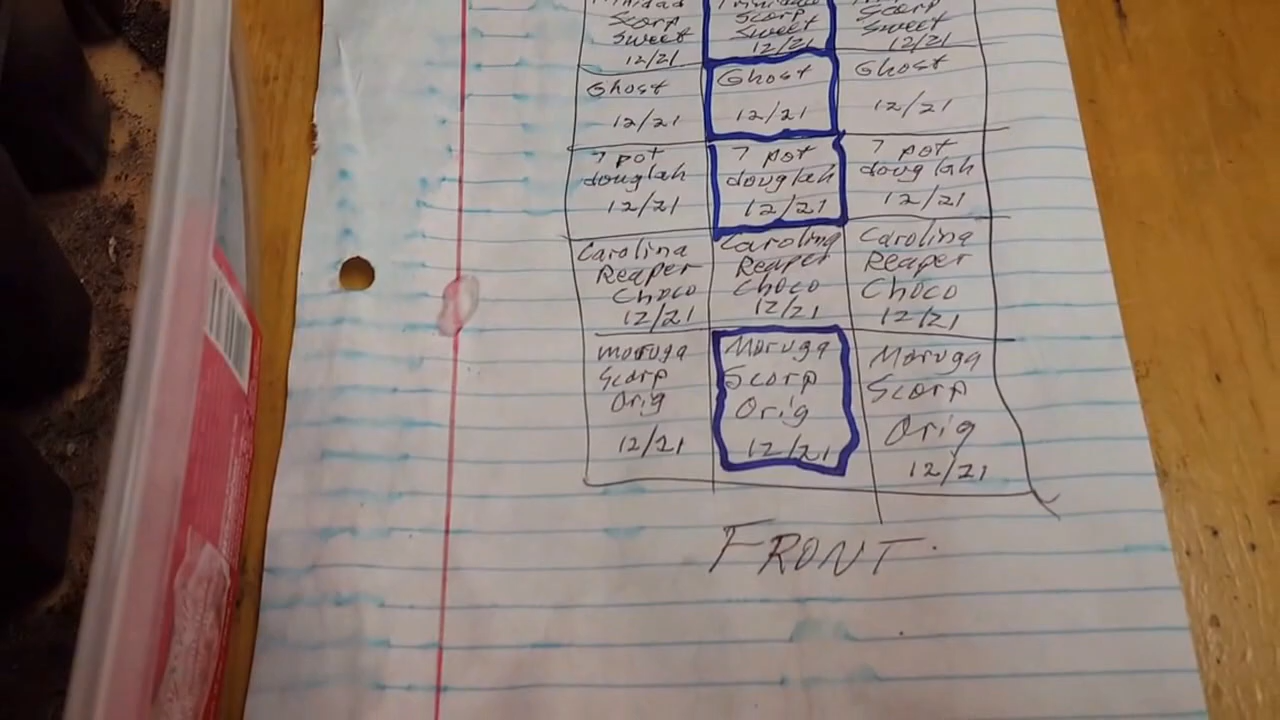 Trinidad
Scorp
Sweet
12/21
Trinidad
Scorp
Sweet
12/21
Scorp
Sweet
12/21
Ghost
12/21
Ghost
12/21
Ghost
12/21
7 pot
douglah
12/21
7 pot
douglah
12/21
7 pot
douglah
12/21
Carolina
Reaper
Choco
12/21
Carolina
Reaper
Choco
12/21
Carolina
Reaper
Choco
12/21
Moruga
Scorp
Orig
12/21
Moruga
Scorp
Orig
12/21
Moruga
Scorp
Orig
12/21
FRONT